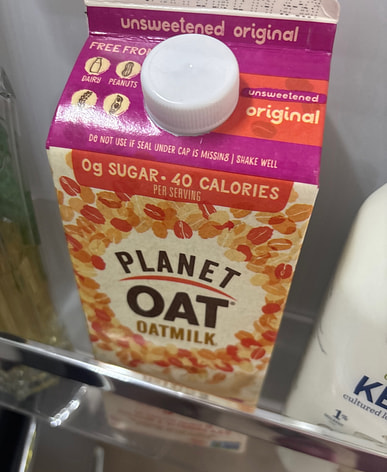 unsweetened original
FREE FROM
DAIRY PEANUTS
unsweetened
original
DO NOT USE IF SEAL UNDER CAP IS MISSING | SHAKE WELL
0g SUGAR • 40 CALORIES
PER SERVING
PLANET
OAT
OATMILK
KE
cultured
1%